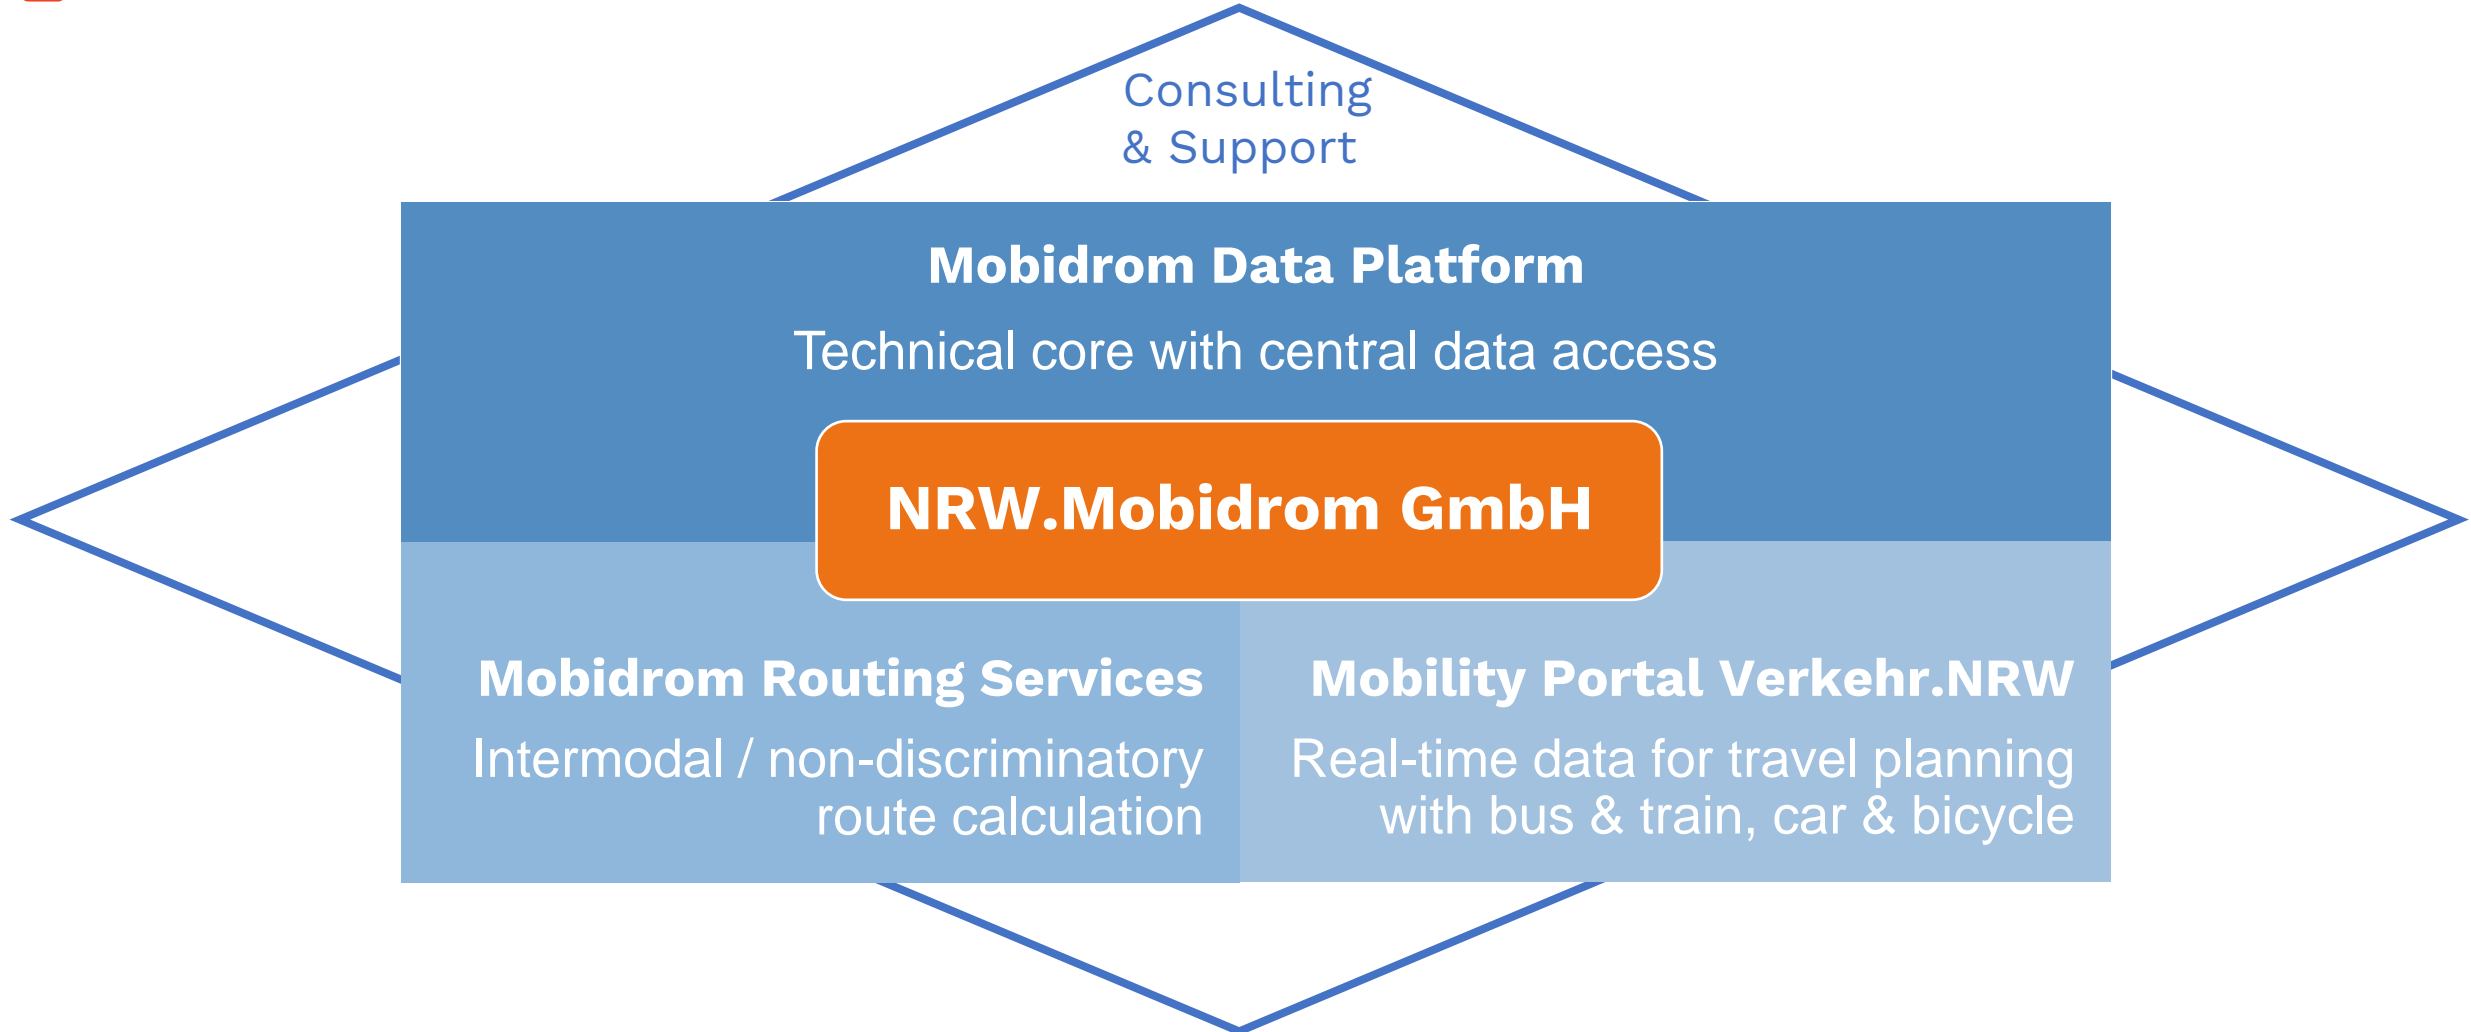 Consulting
& Support
Mobidrom Data Platform
Technical core with central data access
NRW.Mobidrom GmbH
Mobidrom Routing Services
Intermodal / non-discriminatory
route calculation
Mobility Portal Verkehr.NRW
Real-time data for travel planning
with bus & train, car & bicycle